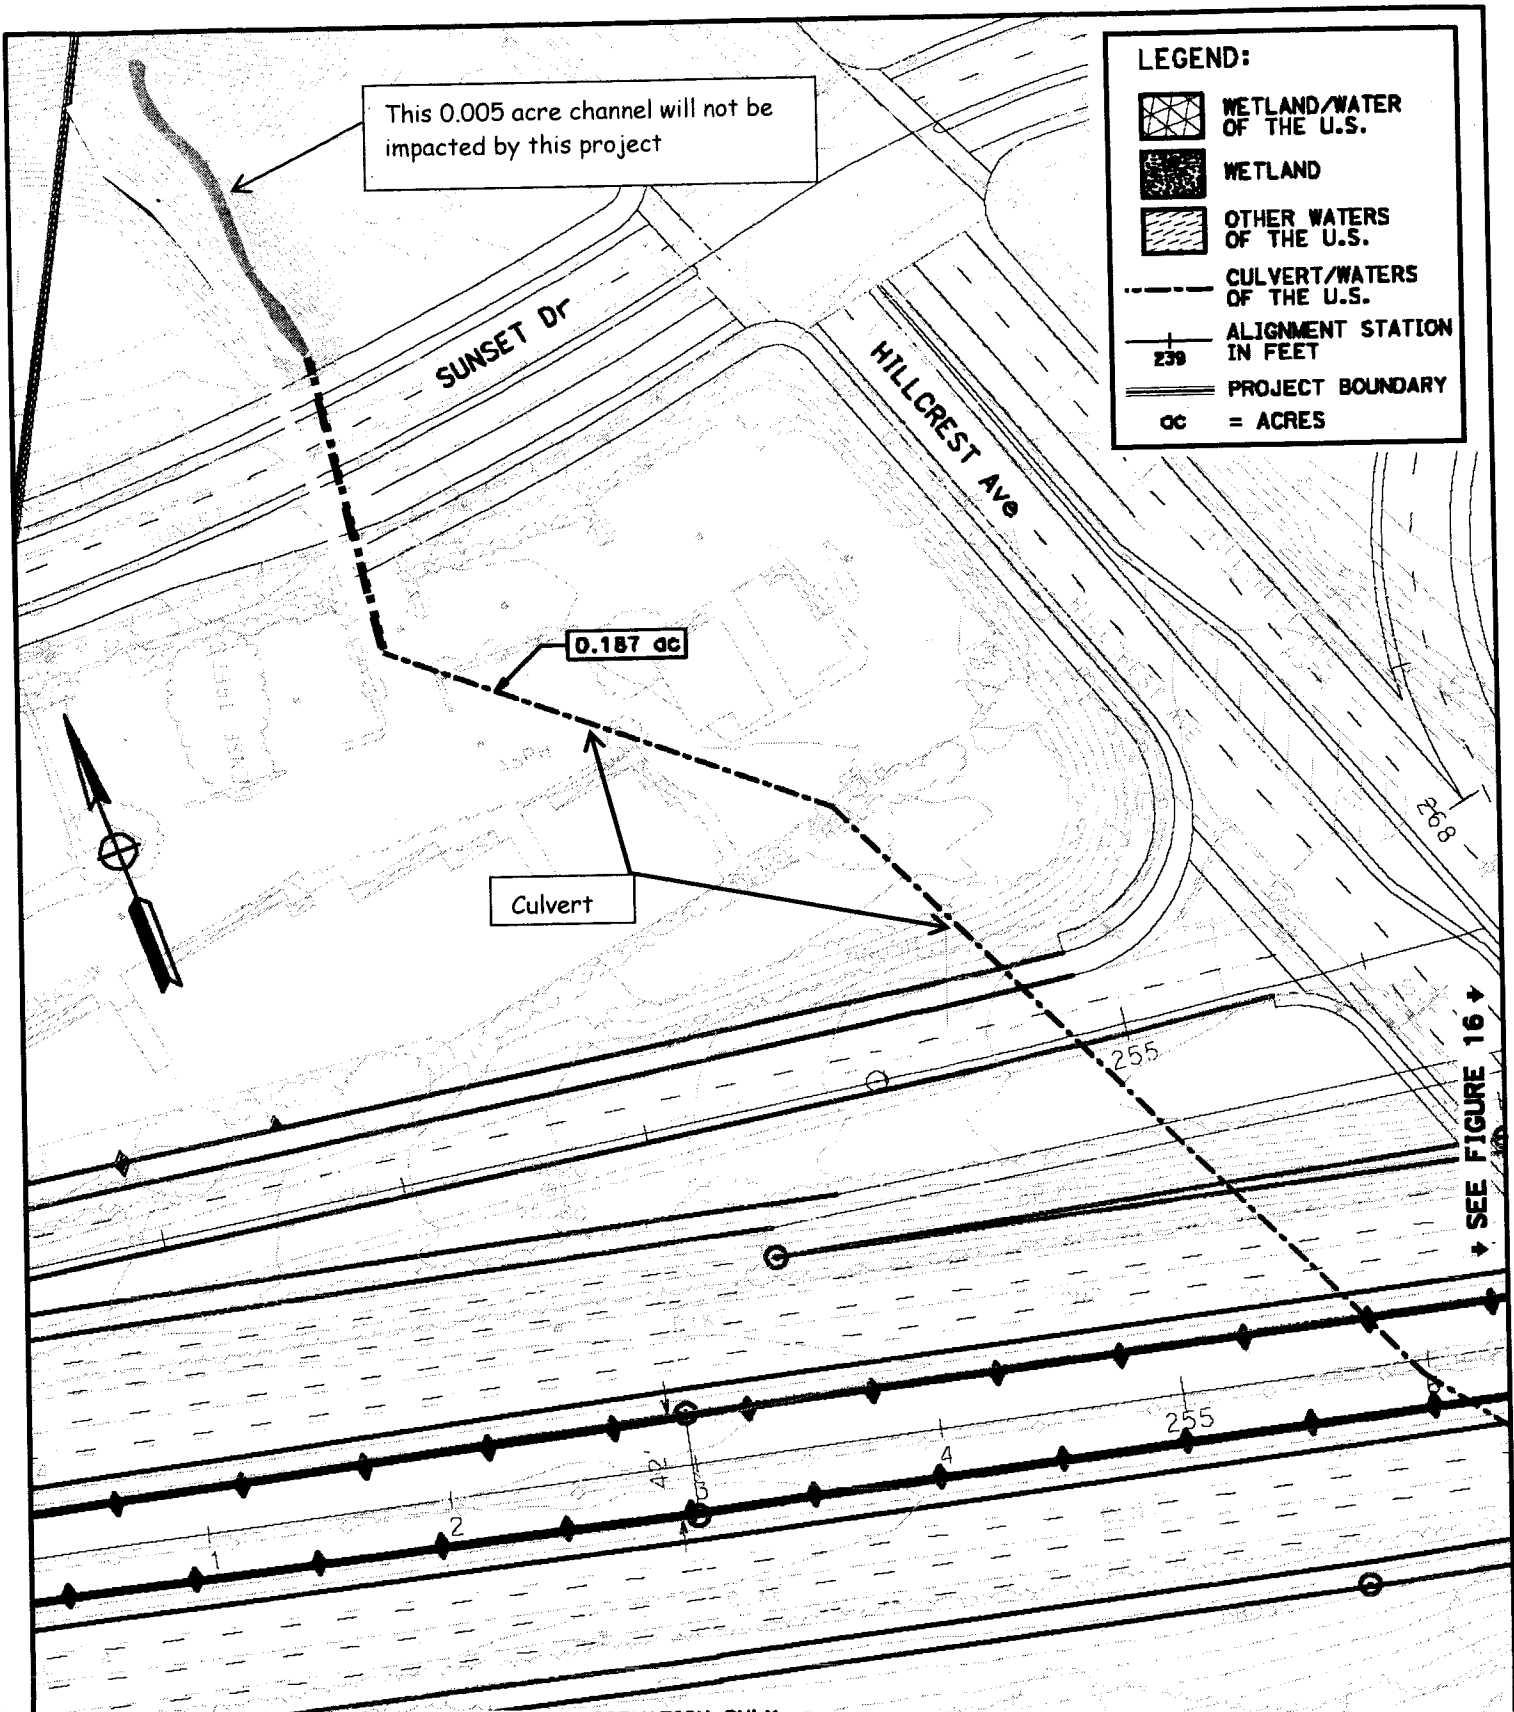 This 0.005 acre channel will not be
impacted by this project
LEGEND:
WETLAND/WATER
OF THE U.S.
WETLAND
OTHER WATERS
OF THE U.S.
CULVERT/WATERS
OF THE U.S.
239
ALIGNMENT STATION
IN FEET
PROJECT BOUNDARY
ac = ACRES
SUNSET Dr
HILLCREST Ave
0.187 ac
268
Culvert
255
SEE FIGURE 16
255
4
42'
3
2
1